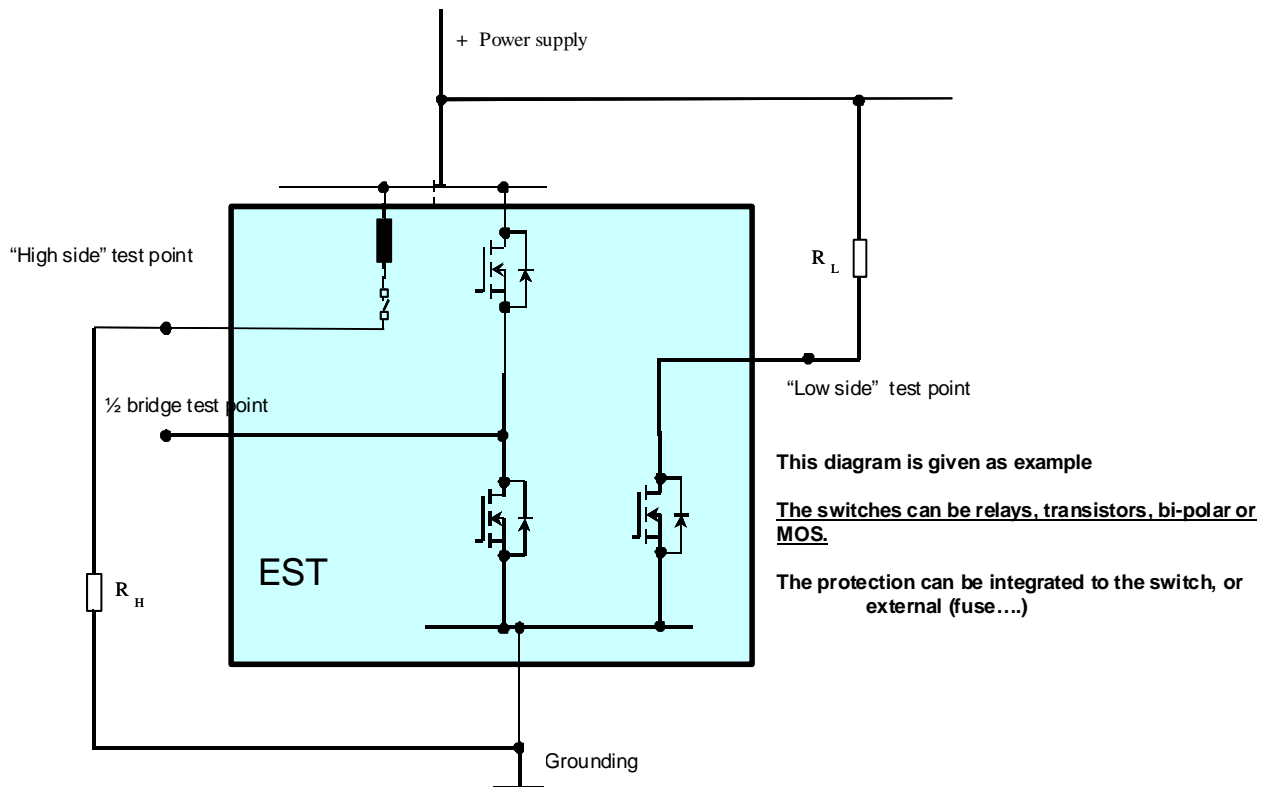 + Power supply
“High side” test point
R L
½ bridge test point
“Low side” test point
This diagram is given as example
The switches can be relays, transistors, bi-polar or
MOS.
The protection can be integrated to the switch, or
external (fuse….)
EST
R H
Grounding